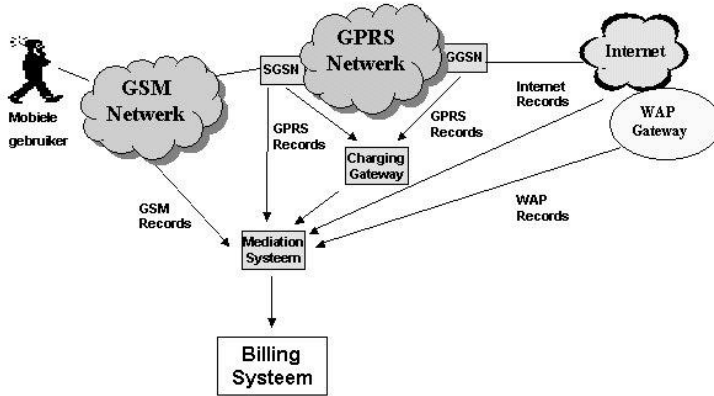 GPRS
Netwerk
SGSN
GGSN
Internet
GSM
Netwerk
Mobiele
gebruiker
Internet
Records
WAP
Gateway
GPRS
Records
GPRS
Records
Charging
Gateway
GSM
Records
WAP
Records
Mediation
Systeem
Billing
Systeem